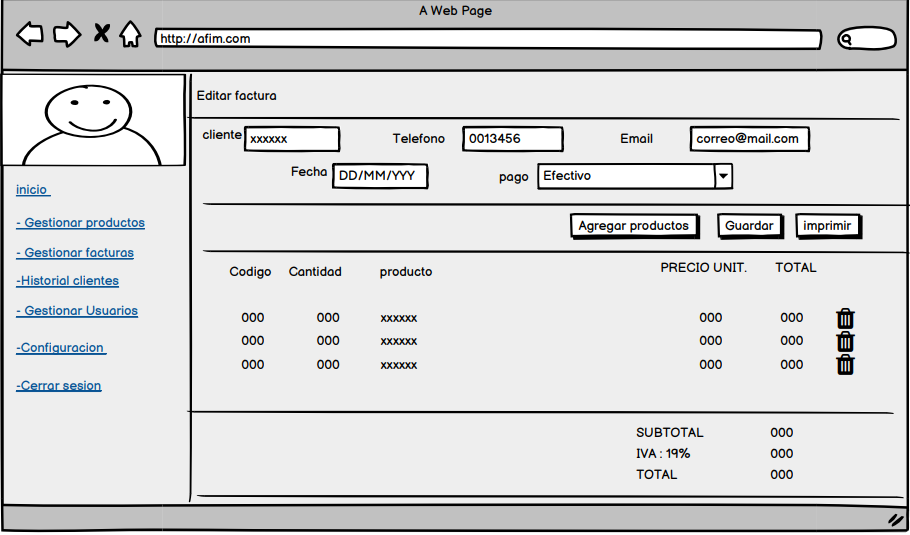 A Web Page
http://afim.com
Editar factura
cliente xxxxxx Telefono 0013456 Email correo@mail.com
Fecha DD/MM/YYY pago Efectivo
inicio
- Gestionar productos
- Gestionar facturas
-Historial clientes
- Gestionar Usuarios
-Configuracion
-Cerrar sesion
Agregar productos Guardar imprimir
Codigo Cantidad producto PRECIO UNIT. TOTAL
000 000 xxxxxx 000 000
000 000 xxxxxx 000 000
000 000 xxxxxx 000 000
SUBTOTAL 000
IVA : 19% 000
TOTAL 000